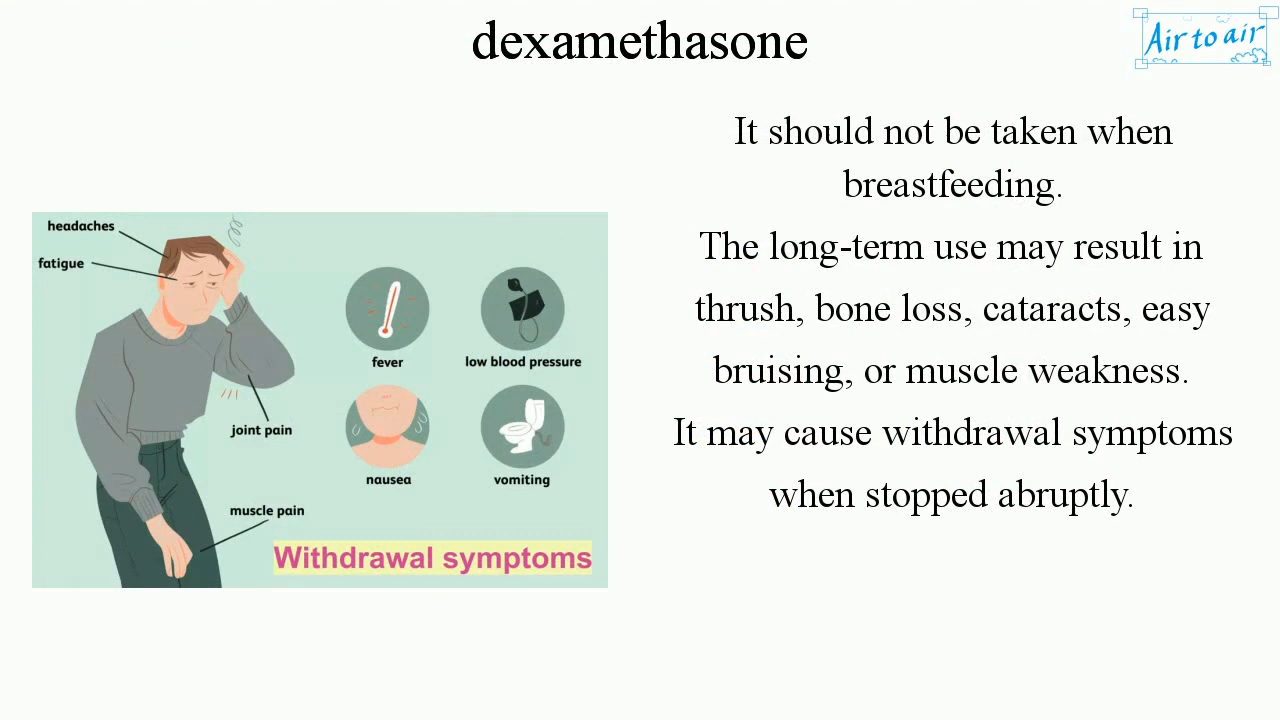 dexamethasone
Air to air
It should not be taken when
breastfeeding.
The long-term use may result in
thrush, bone loss, cataracts, easy
bruising, or muscle weakness.
It may cause withdrawal symptoms
when stopped abruptly.
headaches
fatigue
joint pain
muscle pain
fever
low blood pressure
nausea
vomiting
Withdrawal symptoms